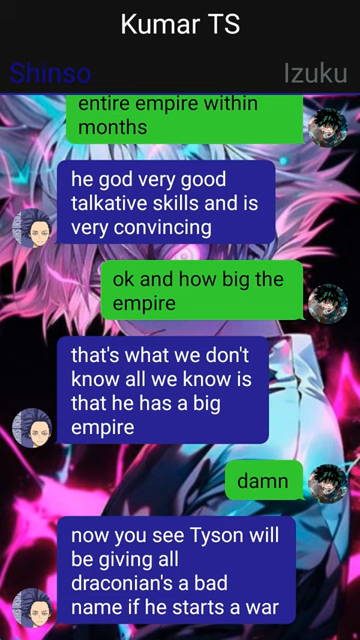 Kumar TS
Shinso
Izuku
entire empire within
months
he god very good
talkative skills and is
very convincing
ok and how big the
empire
that's what we don't
know all we know is
that he has a big
empire
damn
now you see Tyson will
be giving all
draconian's a bad
name if he starts a war